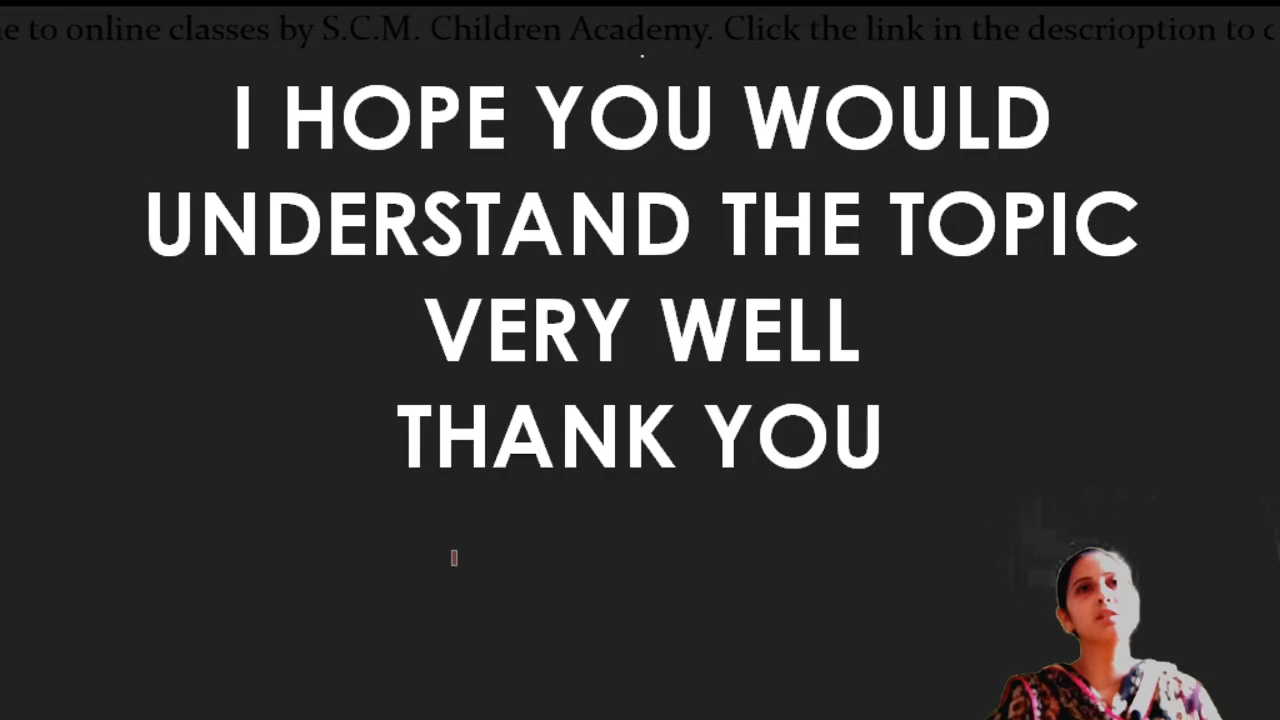 to online classes by S.C.M. Children Academy. Click the link in the descrioption to
I HOPE YOU WOULD
UNDERSTAND THE TOPIC
VERY WELL
THANK YOU